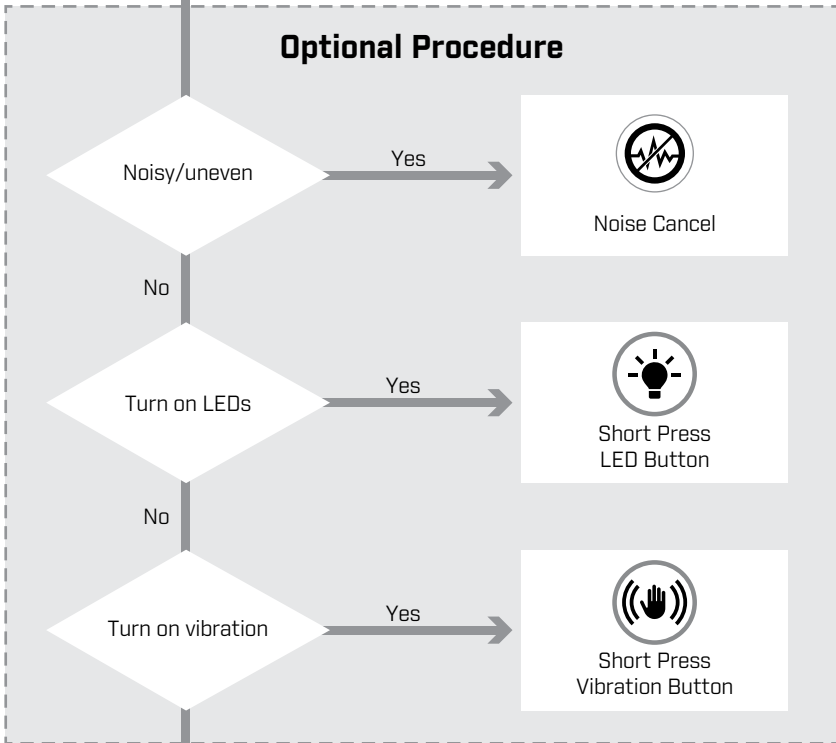 Optional Procedure
Noisy/uneven
Yes
Noise Cancel
No
Turn on LEDs
Yes
Short Press
LED Button
No
Turn on vibration
Yes
Short Press
Vibration Button